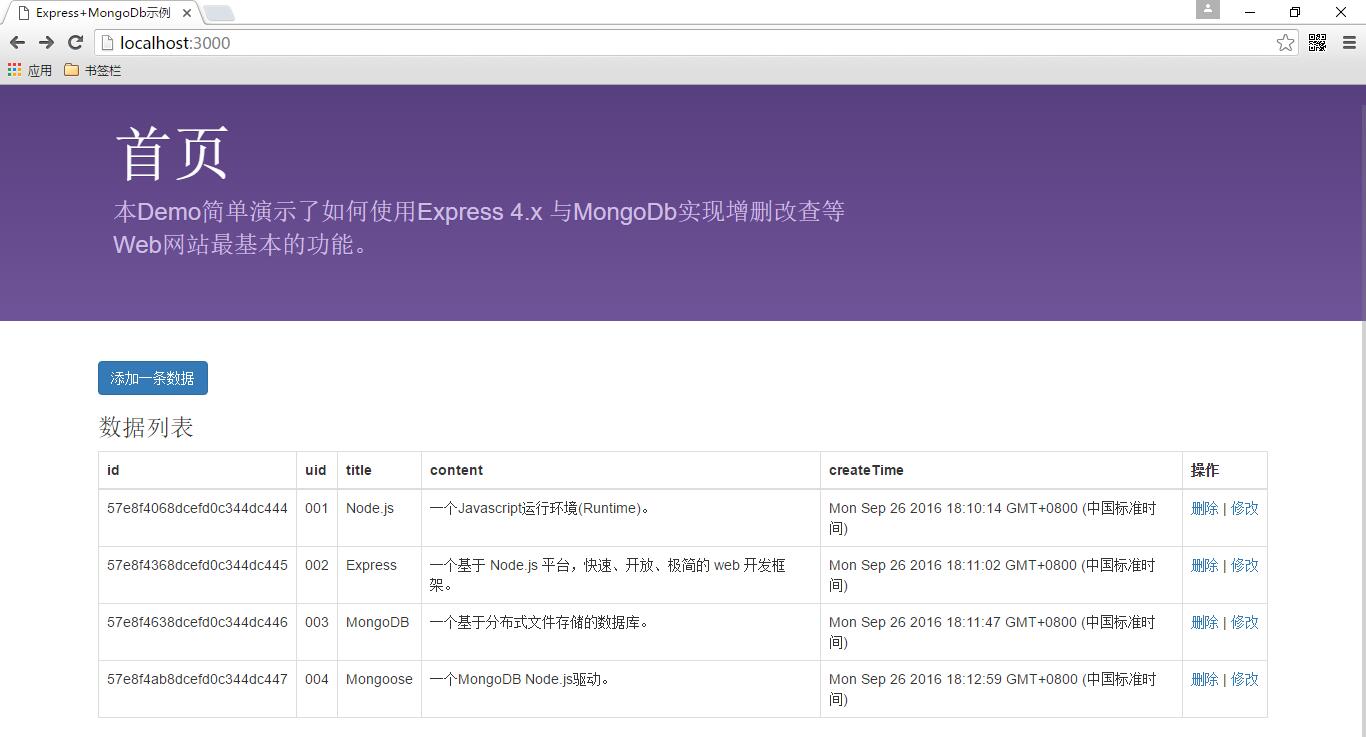 Express+MongoDb示例
localhost:3000
应用 书签栏
首页
本Demo简单演示了如何使用Express 4.x 与MongoDb实现增删改查等
Web网站最基本的功能。
添加一条数据
数据列表
id uid title content createTime 操作
57e8f4068dcefd0c344dc444 001 Node.js 一个Javascript运行环境(Runtime)。 Mon Sep 26 2016 18:10:14 GMT+0800 (中国标准时 删除 | 修改
间)
57e8f4368dcefd0c344dc445 002 Express 一个基于 Node.js 平台，快速、开放、极简的 web 开发框 Mon Sep 26 2016 18:11:02 GMT+0800 (中国标准时 删除 | 修改
架。 间)
57e8f4638dcefd0c344dc446 003 MongoDB 一个基于分布式文件存储的数据库。 Mon Sep 26 2016 18:11:47 GMT+0800 (中国标准时 删除 | 修改
间)
57e8f4ab8dcefd0c344dc447 004 Mongoose 一个MongoDB Node.js驱动。 Mon Sep 26 2016 18:12:59 GMT+0800 (中国标准时 删除 | 修改
间)